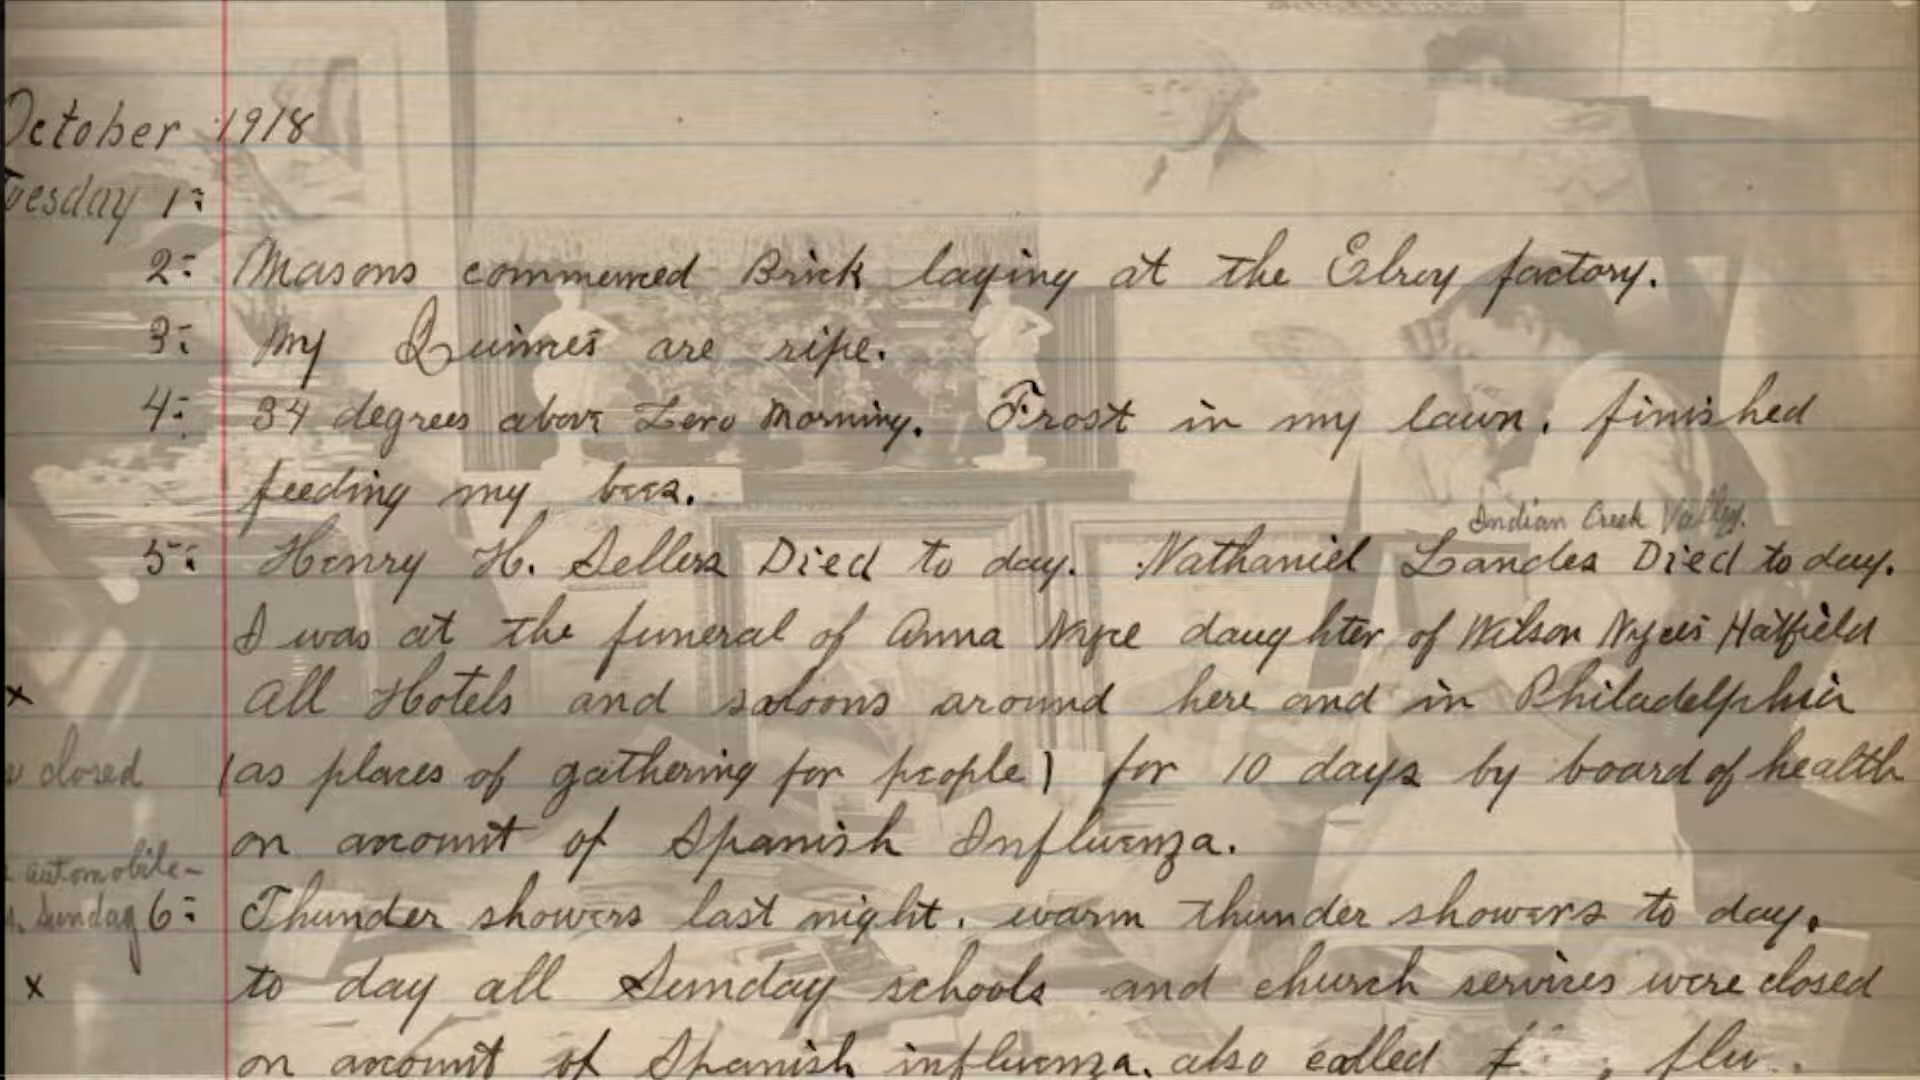 October 1918
Tuesday 1:
2: Masons commenced Brick laying at the Elroy factory.
3: My Quinces are ripe.
4: 34 degrees above Zero Morning. Frost in my lawn. finished
feeding my bees.
Indian Creek Valley.
5: Henry H. Sellers Died to day. Nathaniel Landes Died to day.
I was at the funeral of Anna Nyce daughter of Wilson Nyces Hatfield
x All Hotels and saloons around here and in Philadelphia
closed (as places of gathering for people) for 10 days by board of health
on account of Spanish Influenza.
automobile-
Sunday 6: Thunder showers last night. warm thunder showers to day.
x to day all Sunday schools and church services were closed
on account of Spanish influenza. also called flu.